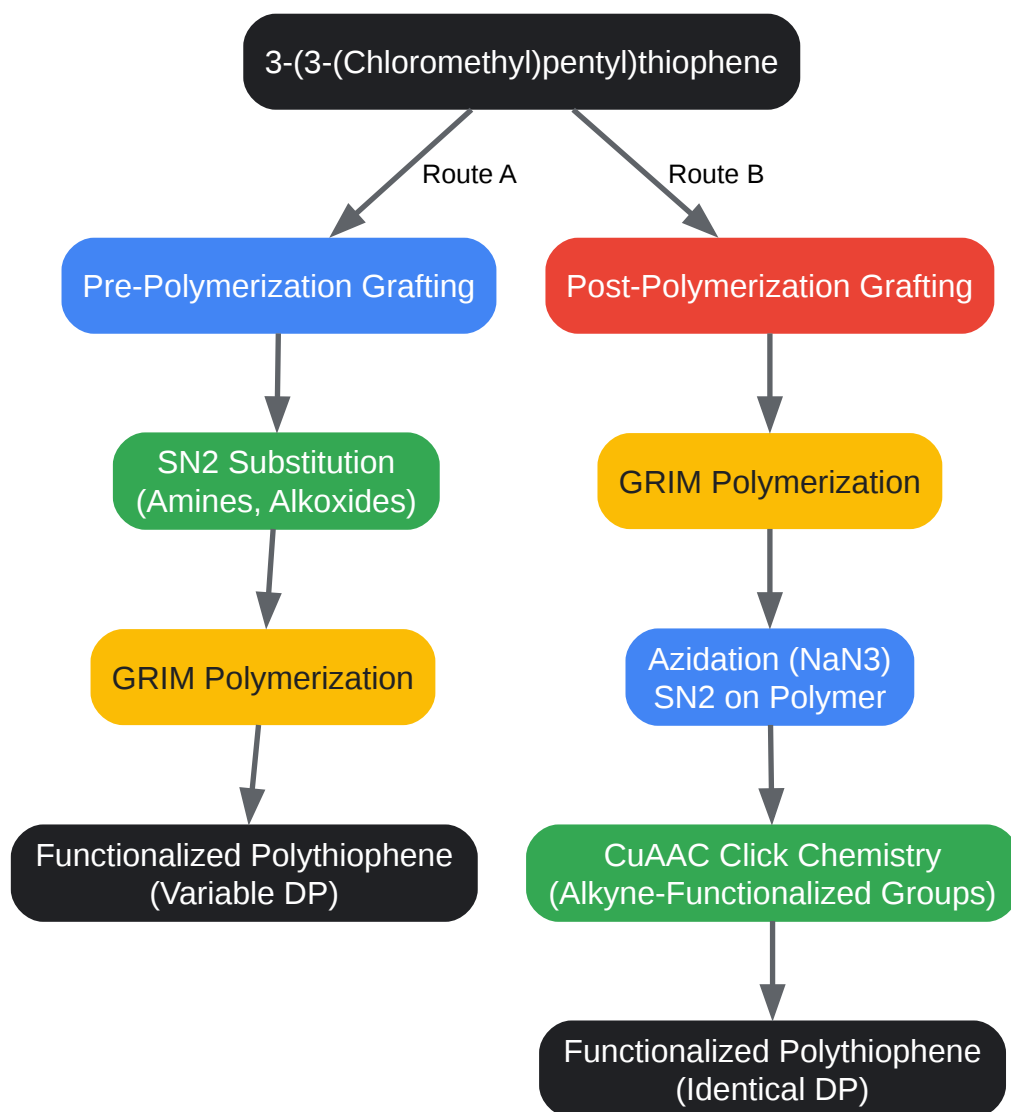 3-(3-(Chloromethyl)pentyl)thiophene
Route A
Route B
Pre-Polymerization Grafting
Post-Polymerization Grafting
SN2 Substitution
(Amines, Alkoxides)
GRIM Polymerization
GRIM Polymerization
Azidation (NaN3)
SN2 on Polymer
Functionalized Polythiophene
(Variable DP)
CuAAC Click Chemistry
(Alkyne-Functionalized Groups)
Functionalized Polythiophene
(Identical DP)